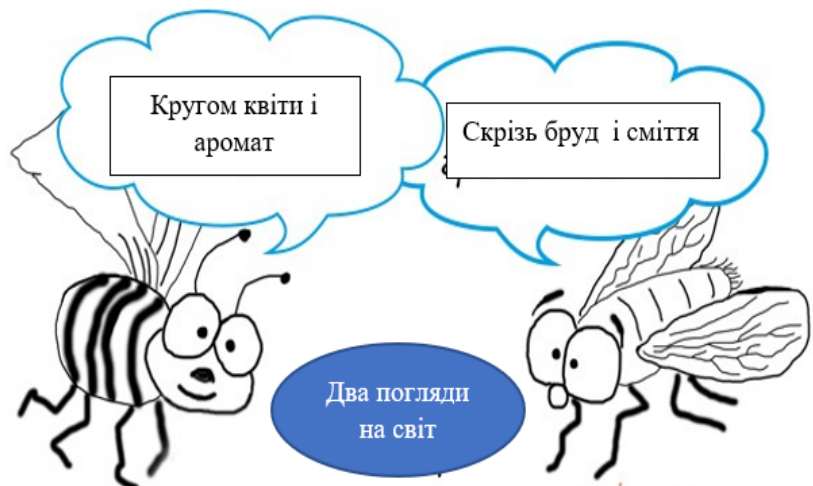 Кругом квіти і
аромат
Скрізь бруд і сміття
Два погляди
на світ